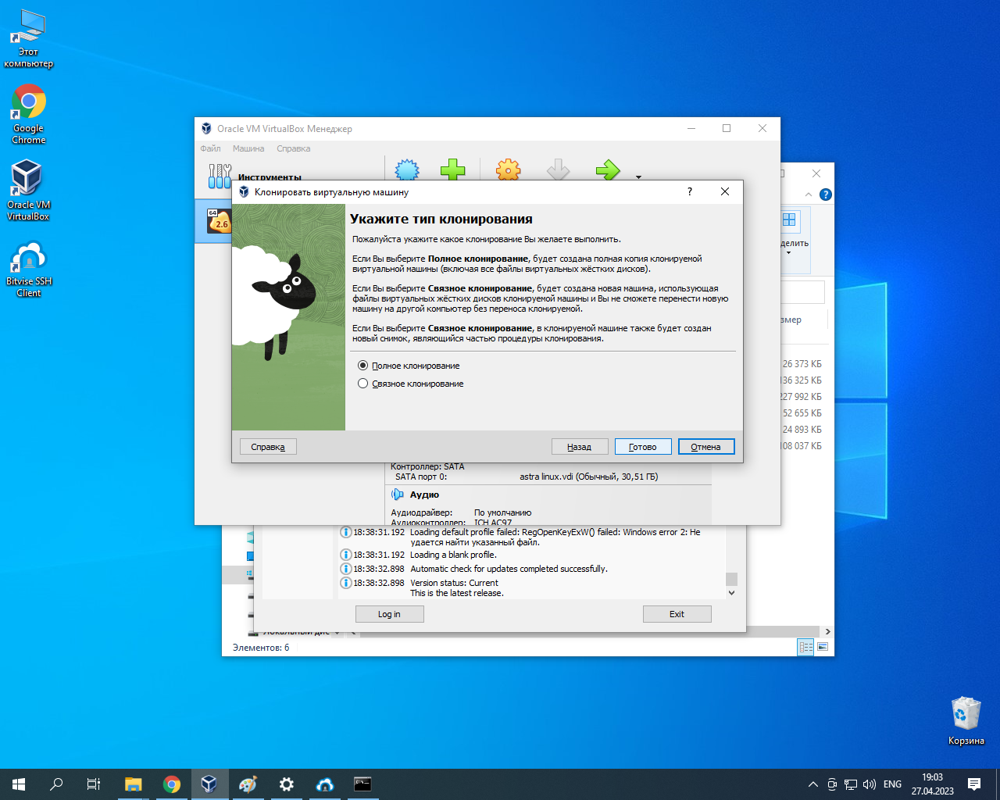 Этот
компьютер
Google
Chrome
Oracle VM
VirtualBox
Bitvise SSH
Client
Oracle VM VirtualBox Менеджер
Файл Машина Справка
Инструменты
64
2.6
Клонировать виртуальную машину
?
Укажите тип клонирования
Пожалуйста укажите какое клонирование Вы желаете выполнить.
Если Вы выберите Полное клонирование, будет создана полная копия клонируемой
виртуальной машины (включая все файлы виртуальных жёстких дисков).
Если Вы выберите Связное клонирование, будет создана новая машина, использующая
файлы виртуальных жёстких дисков клонируемой машины и Вы не сможете перенести новую
машину на другой компьютер без переноса клонируемой.
Если Вы выберите Связное клонирование, в клонируемой машине также будет создан
новый снимок, являющийся частью процедуры клонирования.
Полное клонирование
Связное клонирование
Справка
Назад
Готово
Отмена
?
делить
змер
26 373 КБ
136 325 КБ
227 992 КБ
52 655 КБ
24 893 КБ
108 037 КБ
Контроллер: SATA
SATA порт 0: astra linux.vdi (Обычный, 30,51 ГБ)
Аудио
Аудиодрайвер: По умолчанию
Аудиоконтроллер: ICH AC97
18:38:31.192 Loading default profile failed: RegOpenKeyExW() failed: Windows error 2: Не
удается найти указанный файл.
18:38:31.192 Loading a blank profile.
18:38:32.898 Automatic check for updates completed successfully.
18:38:32.898 Version status: Current
This is the latest release.
Log in
Exit
Локальный дис
Элементов: 6
Корзина
ENG
19:03
27.04.2023